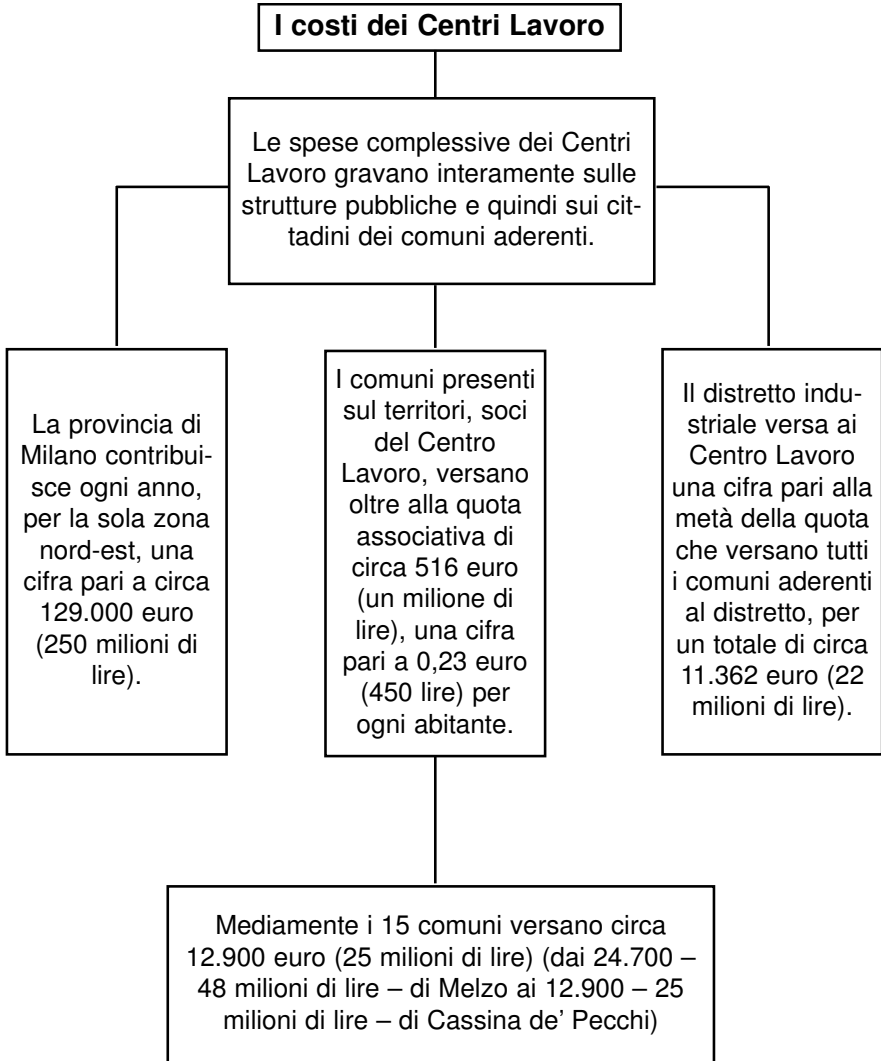 I costi dei Centri Lavoro
Le spese complessive dei Centri
Lavoro gravano interamente sulle
strutture pubbliche e quindi sui cit-
tadini dei comuni aderenti.
La provincia di
Milano contribui-
sce ogni anno,
per la sola zona
nord-est, una
cifra pari a circa
129.000 euro
(250 milioni di
lire).
I comuni presenti
sul territori, soci
del Centro
Lavoro, versano
oltre alla quota
associativa di
circa 516 euro
(un milione di
lire), una cifra
pari a 0,23 euro
(450 lire) per
ogni abitante.
Il distretto indu-
striale versa ai
Centro Lavoro
una cifra pari alla
metà della quota
che versano tutti
i comuni aderenti
al distretto, per
un totale di circa
11.362 euro (22
milioni di lire).
Mediamente i 15 comuni versano circa
12.900 euro (25 milioni di lire) (dai 24.700 –
48 milioni di lire – di Melzo ai 12.900 – 25
milioni di lire – di Cassina de' Pecchi)